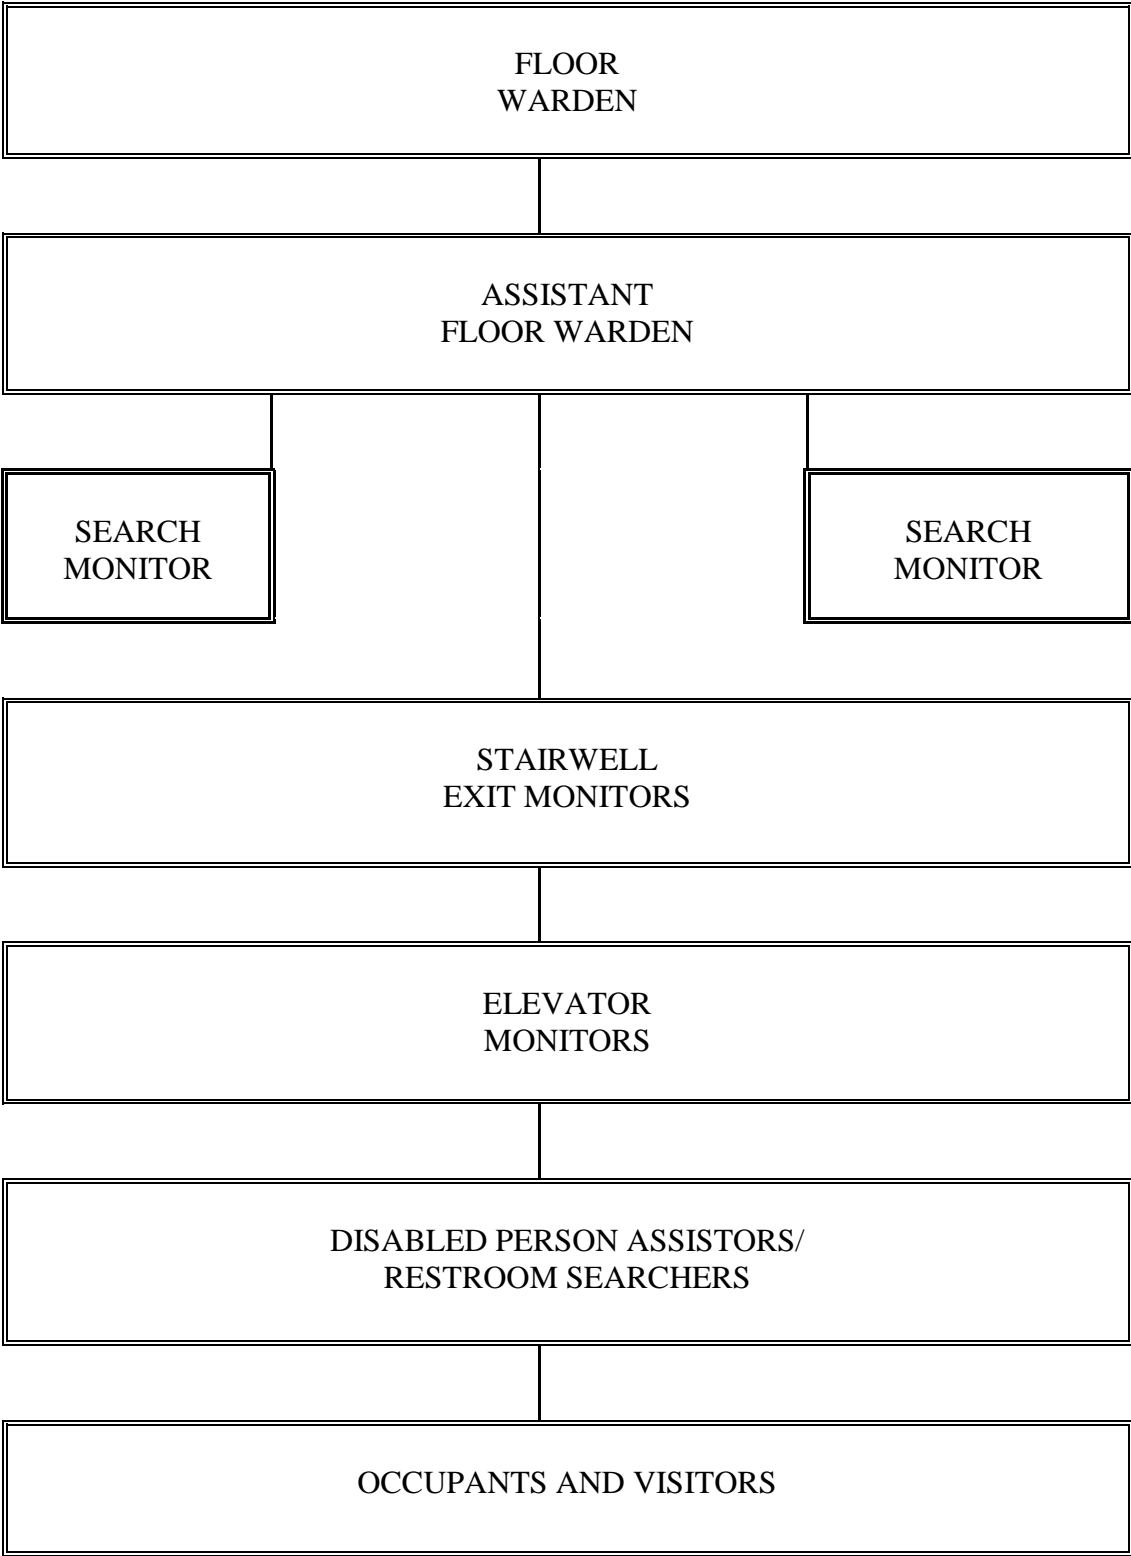 FLOOR
WARDEN
ASSISTANT
FLOOR WARDEN
SEARCH
MONITOR
SEARCH
MONITOR
STAIRWELL
EXIT MONITORS
ELEVATOR
MONITORS
DISABLED PERSON ASSISTORS/
RESTROOM SEARCHERS
OCCUPANTS AND VISITORS